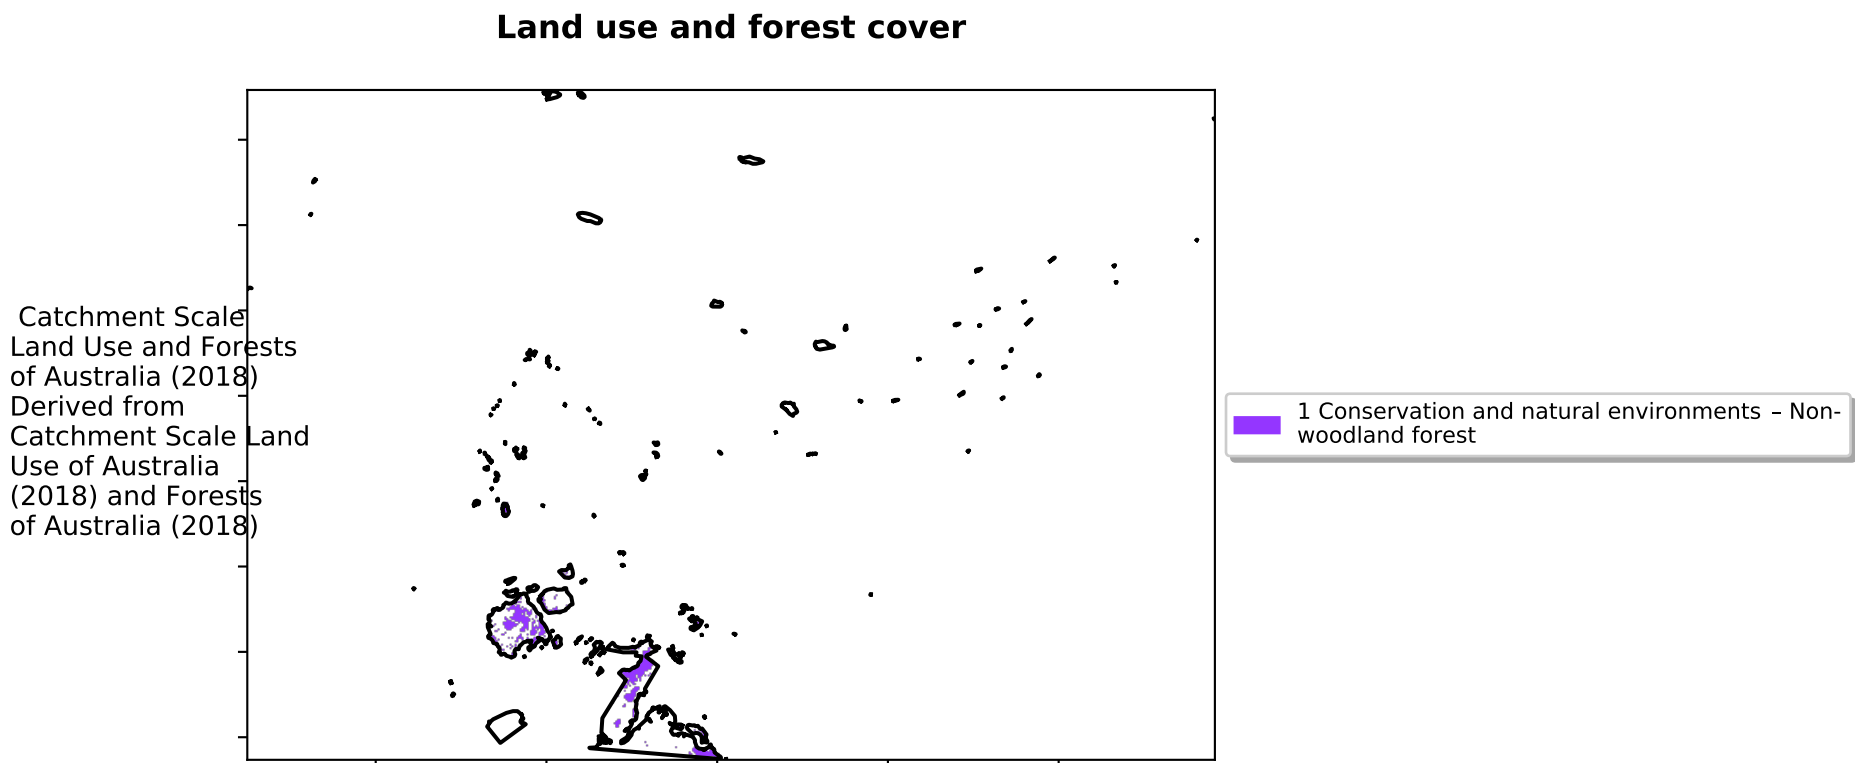 Land use and forest cover
Catchment Scale
Land Use and Forests
of Australia (2018)
Derived from
Catchment Scale Land
Use of Australia
(2018) and Forests
of Australia (2018)
1 Conservation and natural environments – Non-
woodland forest